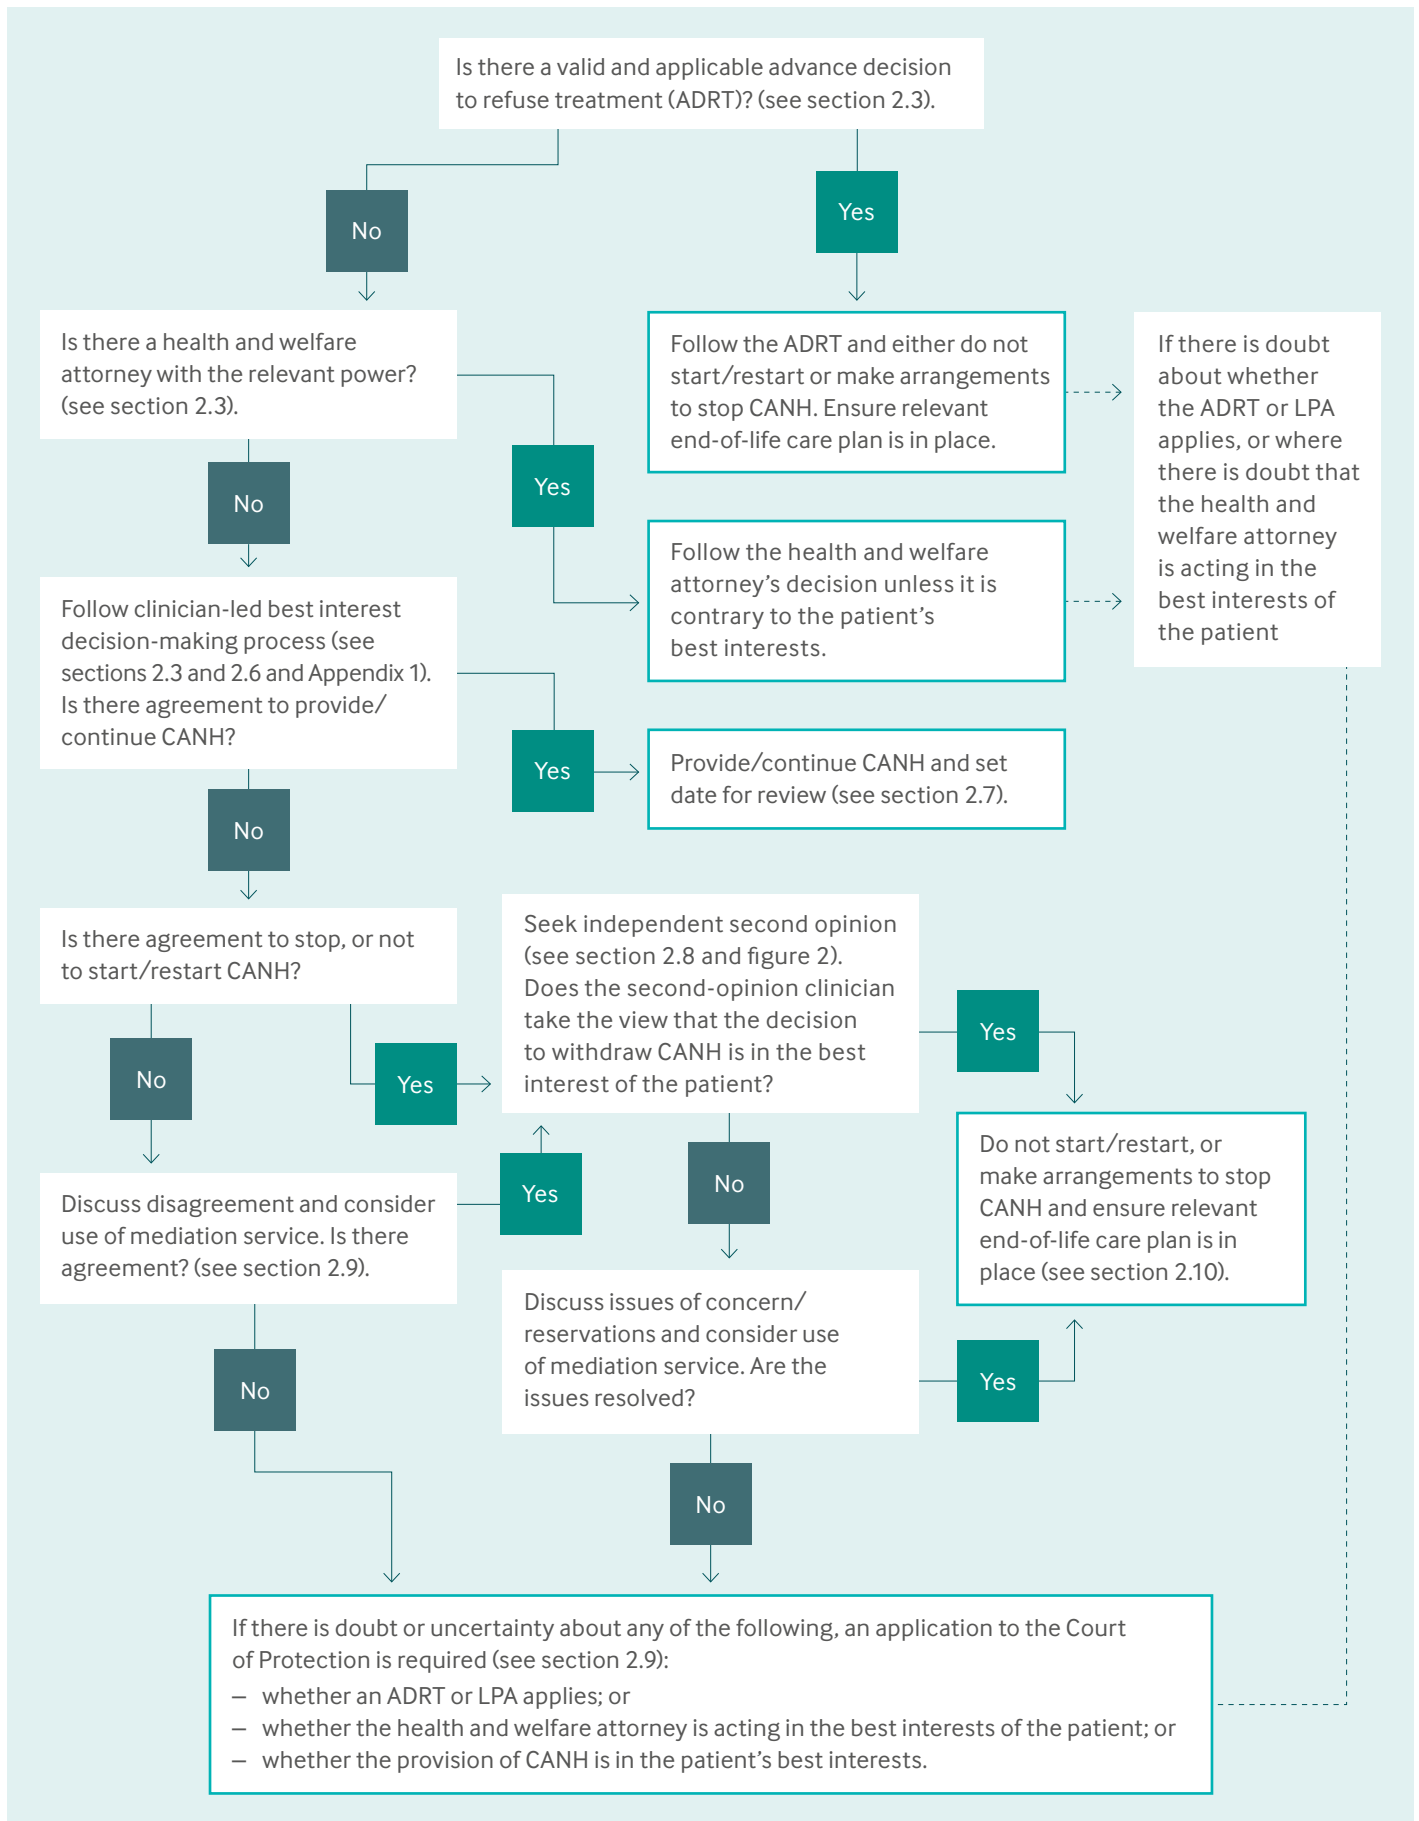 Is there a valid and applicable advance decision
to refuse treatment (ADRT)? (see section 2.3).
No
Yes
Is there a health and welfare
attorney with the relevant power?
(see section 2.3).
No
Yes
Follow the ADRT and either do not
start/restart or make arrangements
to stop CANH. Ensure relevant
end-of-life care plan is in place.
If there is doubt
about whether
the ADRT or LPA
applies, or where
there is doubt that
the health and
welfare attorney
is acting in the
best interests of
the patient
Follow the health and welfare
attorney’s decision unless it is
contrary to the patient’s
best interests.
Follow clinician-led best interest
decision-making process (see
sections 2.3 and 2.6 and Appendix 1).
Is there agreement to provide/
continue CANH?
No
Yes
Provide/continue CANH and set
date for review (see section 2.7).
Is there agreement to stop, or not
to start/restart CANH?
No
Yes
Seek independent second opinion
(see section 2.8 and figure 2).
Does the second-opinion clinician
take the view that the decision
to withdraw CANH is in the best
interest of the patient?
Yes
No
Do not start/restart, or
make arrangements to stop
CANH and ensure relevant
end-of-life care plan is in
place (see section 2.10).
Discuss disagreement and consider
use of mediation service. Is there
agreement? (see section 2.9).
Yes
No
Discuss issues of concern/
reservations and consider use
of mediation service. Are the
issues resolved?
Yes
No
If there is doubt or uncertainty about any of the following, an application to the Court
of Protection is required (see section 2.9):
– whether an ADRT or LPA applies; or
– whether the health and welfare attorney is acting in the best interests of the patient; or
– whether the provision of CANH is in the patient’s best interests.